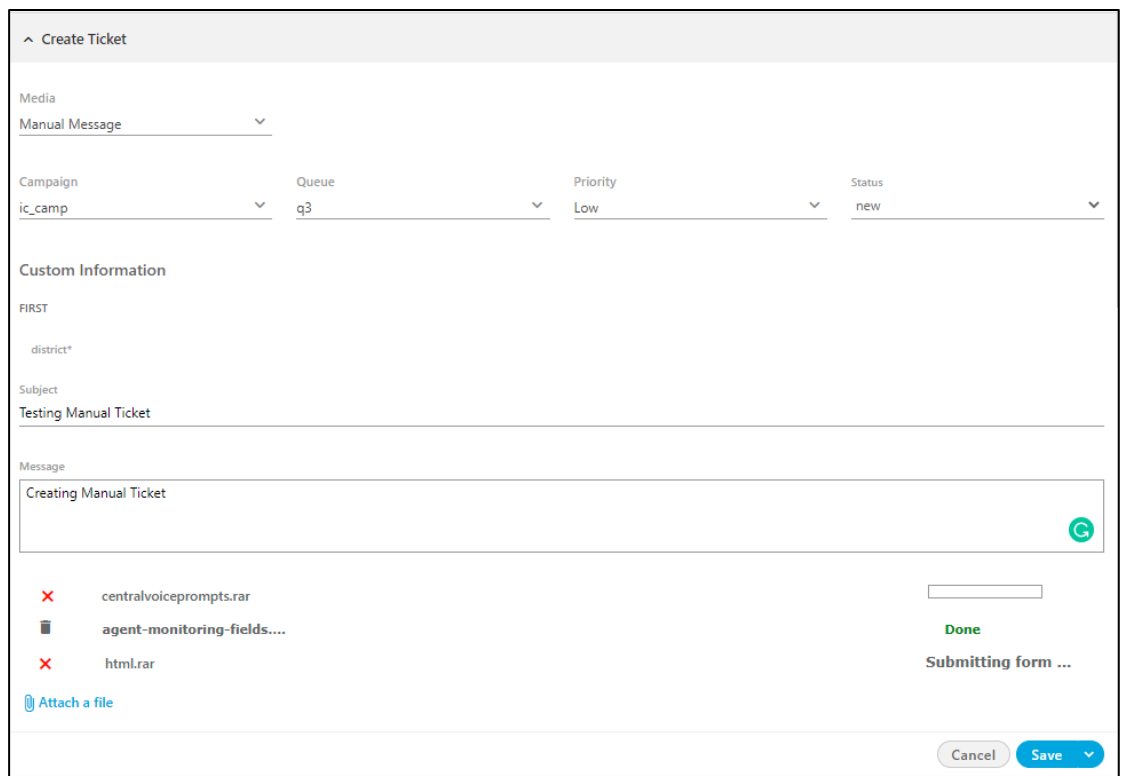 Create Ticket
Media
Manual Message
Campaign Queue Priority Status
ic_camp q3 Low new
Custom Information
FIRST
district*
Subject
Testing Manual Ticket
Message
Creating Manual Ticket
G
centralvoiceprompts.rar
agent-monitoring-fields.... Done
html.rar Submitting form ...
Attach a file
Cancel Save